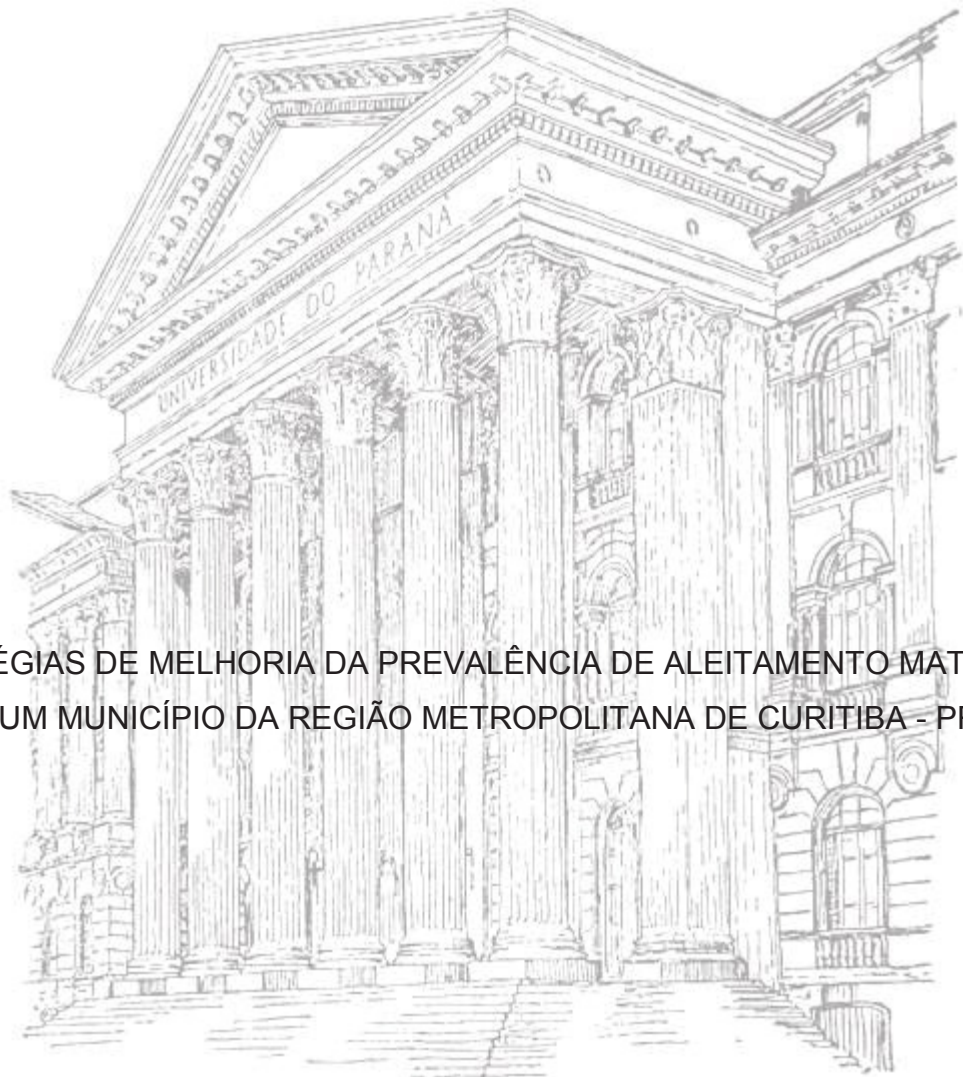 UNIVERSIDADE DO PARANÁ
ÉGIAS DE MELHORIA DA PREVALÊNCIA DE ALEITAMENTO MAT
UM MUNICÍPIO DA REGIÃO METROPOLITANA DE CURITIBA - P